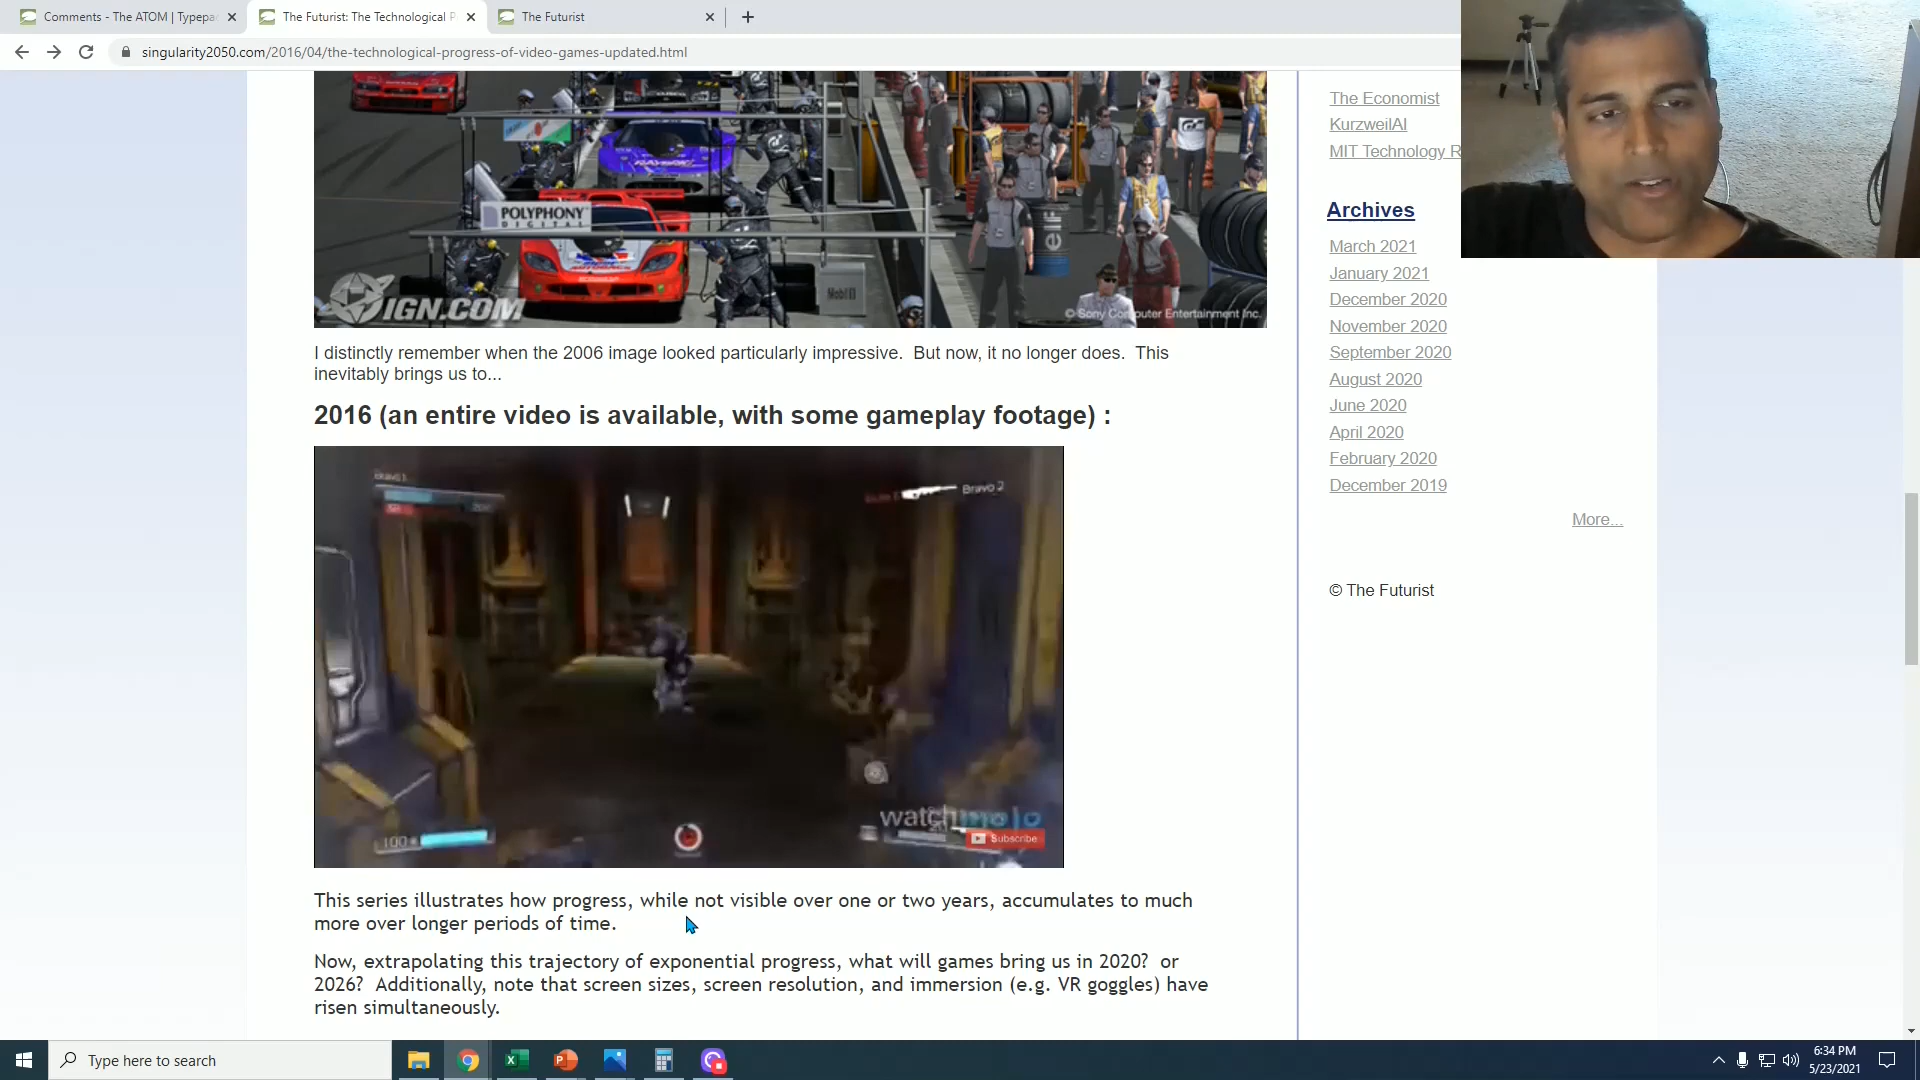 Comments - The ATOM | Typepa
The Futurist: The Technological P
The Futurist
singularity2050.com/2016/04/the-technological-progress-of-video-games-updated.html
POLYPHONY
DIGITAL
elf
Mobil
IGN.COM
© Sony Computer Entertainment Inc.
I distinctly remember when the 2006 image looked particularly impressive. But now, it no longer does. This
inevitably brings us to...
2016 (an entire video is available, with some gameplay footage) :
Bravo 2
100
watchmojo
Subscribe
This series illustrates how progress, while not visible over one or two years, accumulates to much
more over longer periods of time.
Now, extrapolating this trajectory of exponential progress, what will games bring us in 2020? or
2026? Additionally, note that screen sizes, screen resolution, and immersion (e.g. VR goggles) have
risen simultaneously.
The Economist
KurzweilAI
MIT Technology R
Archives
March 2021
January 2021
December 2020
November 2020
September 2020
August 2020
June 2020
April 2020
February 2020
December 2019
More...
© The Futurist
Type here to search
6:34 PM
5/23/2021